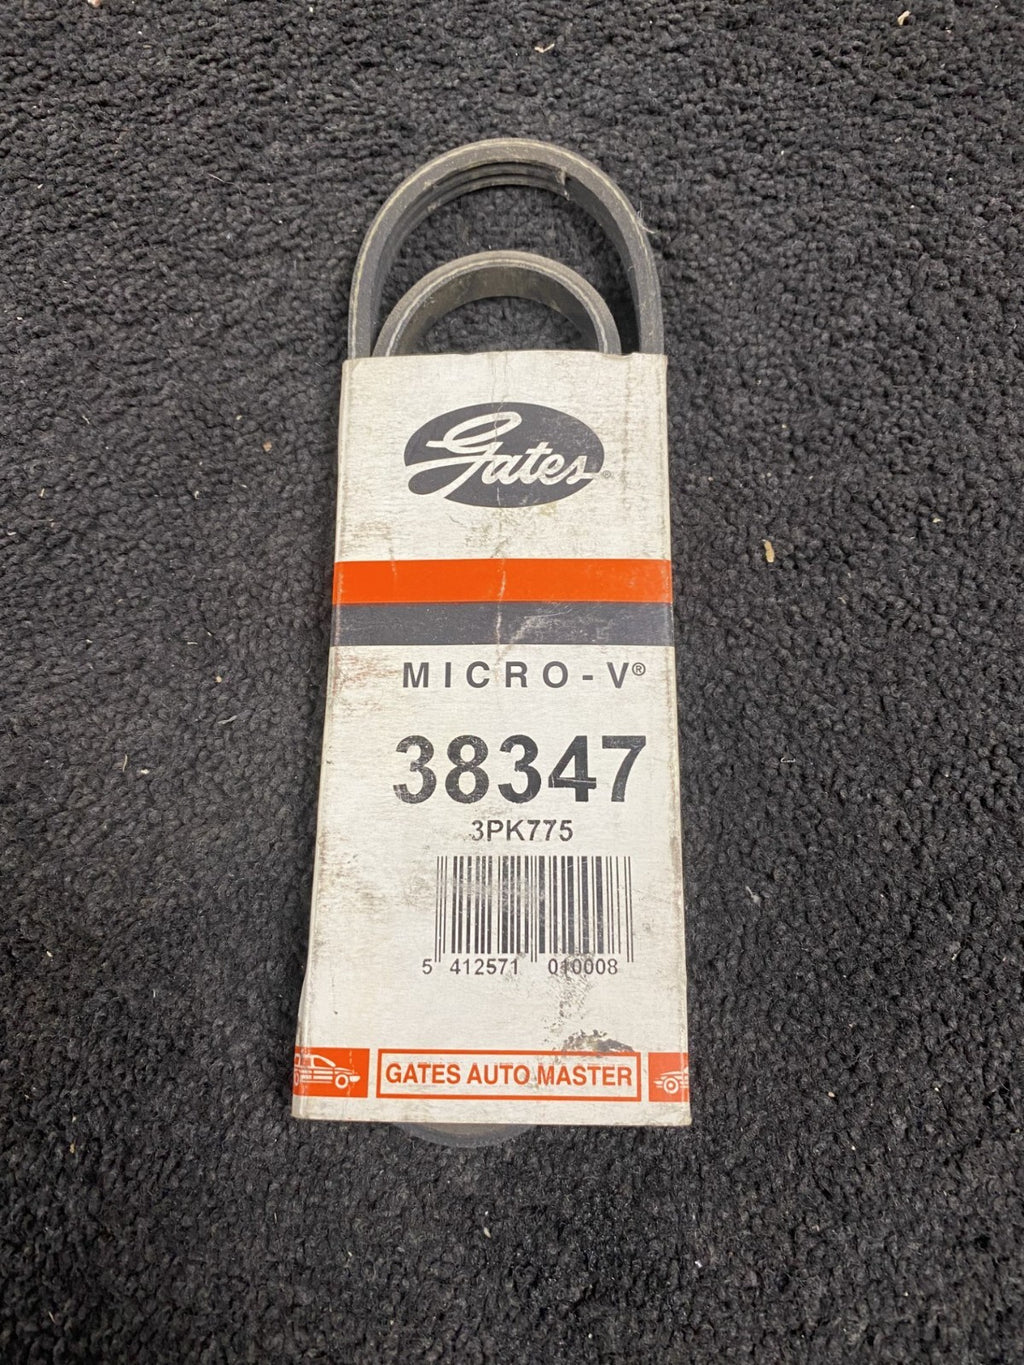 Gates®
MICRO-V®
38347
3PK775
5 412571 010008
GATES AUTO MASTER